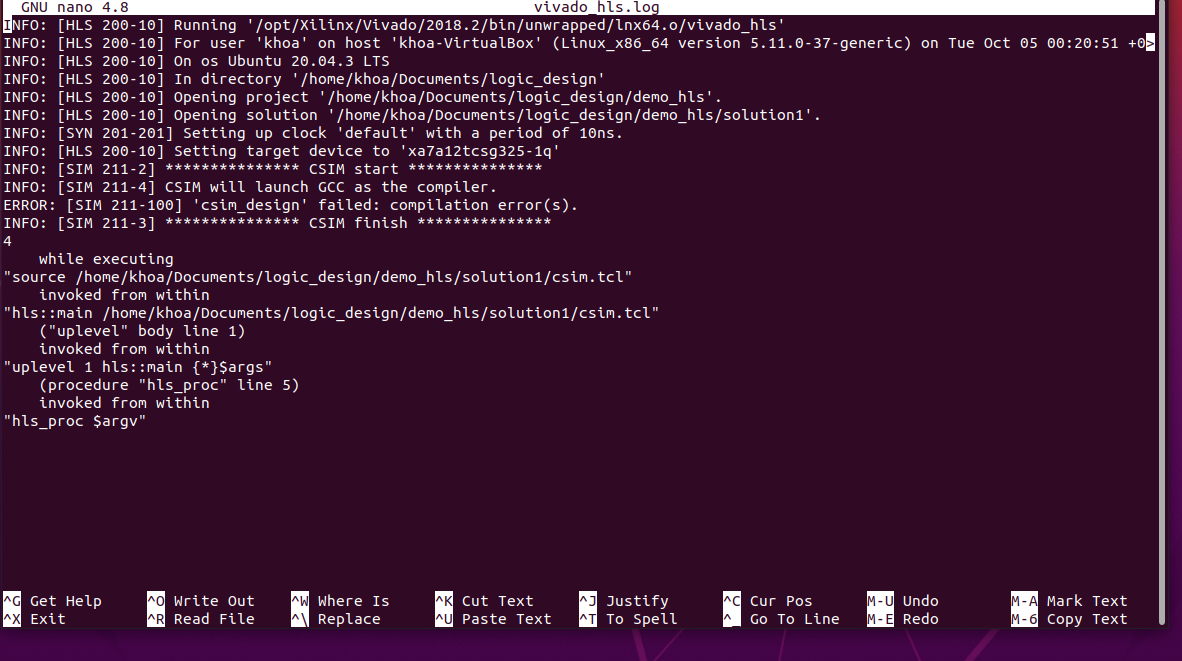 GNU nano 4.8 vivado_hls.log
INFO: [HLS 200-10] Running '/opt/Xilinx/Vivado/2018.2/bin/unwrapped/lnx64.o/vivado_hls'
INFO: [HLS 200-10] For user 'khoa' on host 'khoa-VirtualBox' (Linux_x86_64 version 5.11.0-37-generic) on Tue Oct 05 00:20:51 +0>
INFO: [HLS 200-10] On os Ubuntu 20.04.3 LTS
INFO: [HLS 200-10] In directory '/home/khoa/Documents/logic_design'
INFO: [HLS 200-10] Opening project '/home/khoa/Documents/logic_design/demo_hls'.
INFO: [HLS 200-10] Opening solution '/home/khoa/Documents/logic_design/demo_hls/solution1'.
INFO: [SYN 201-201] Setting up clock 'default' with a period of 10ns.
INFO: [HLS 200-10] Setting target device to 'xa7a12tcsg325-1q'
INFO: [SIM 211-2] *************** CSIM start ***************
INFO: [SIM 211-4] CSIM will launch GCC as the compiler.
ERROR: [SIM 211-100] 'csim_design' failed: compilation error(s).
INFO: [SIM 211-3] *************** CSIM finish ***************
4
    while executing
"source /home/khoa/Documents/logic_design/demo_hls/solution1/csim.tcl"
    invoked from within
"hls::main /home/khoa/Documents/logic_design/demo_hls/solution1/csim.tcl"
    ("uplevel" body line 1)
    invoked from within
"uplevel 1 hls::main {*}$args"
    (procedure "hls_proc" line 5)
    invoked from within
"hls_proc $argv"
^G Get Help ^O Write Out ^W Where Is ^K Cut Text ^J Justify ^C Cur Pos M-U Undo M-A Mark Text
^X Exit ^R Read File ^\ Replace ^U Paste Text ^T To Spell ^_ Go To Line M-E Redo M-6 Copy Text